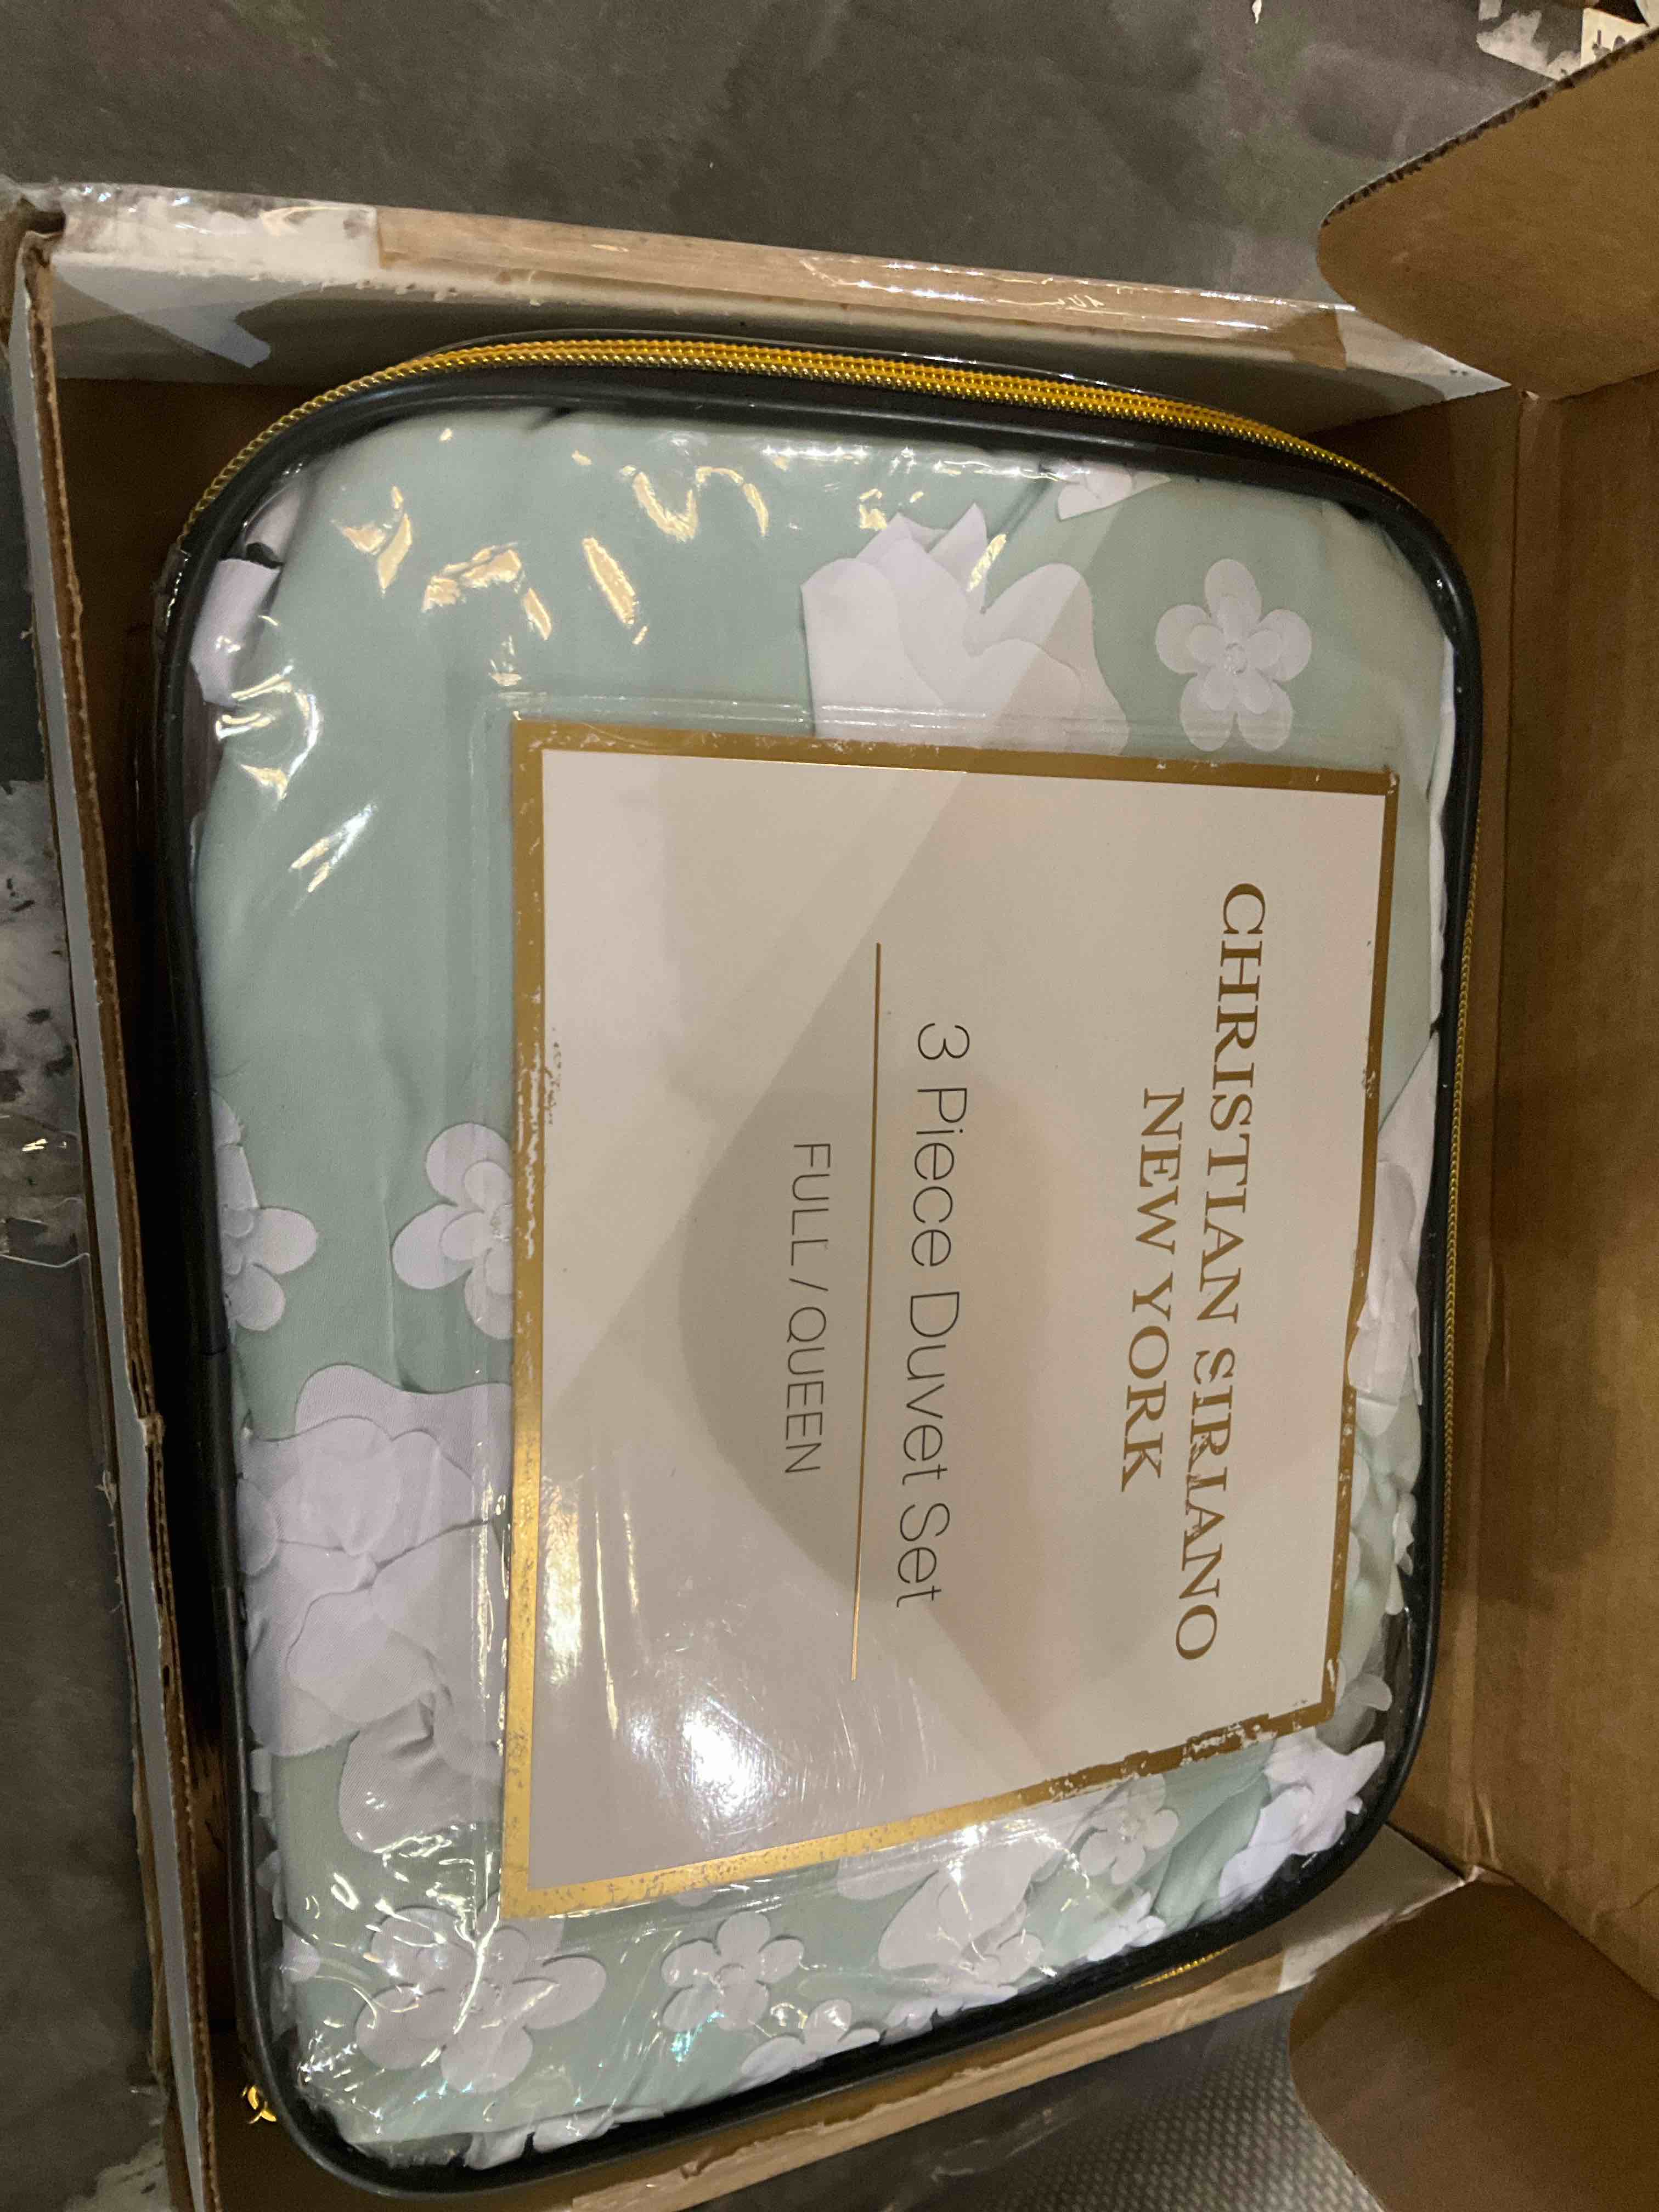 CHRISTIAN SIRIANO
NEW YORK
3 Piece Duvet Set
FULL / QUEEN